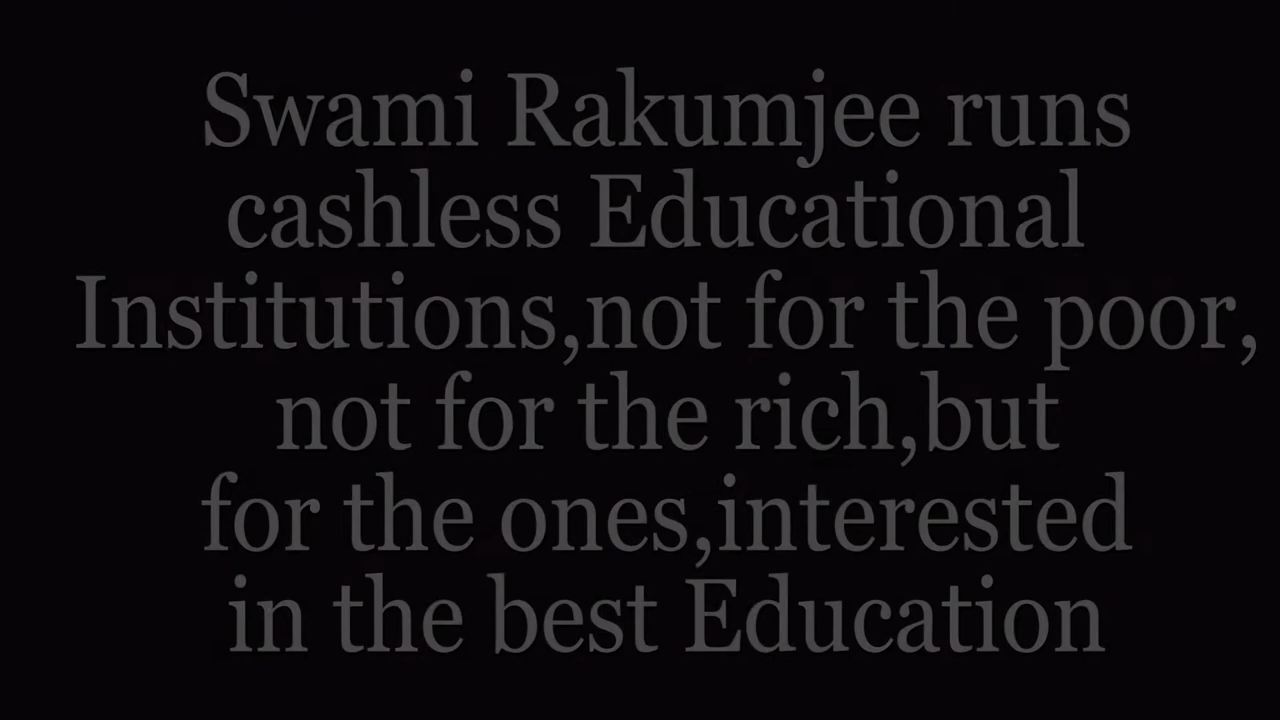 Swami Rakumjee runs
cashless Educational
Institutions,not for the poor,
not for the rich,but
for the ones,interested
in the best Education